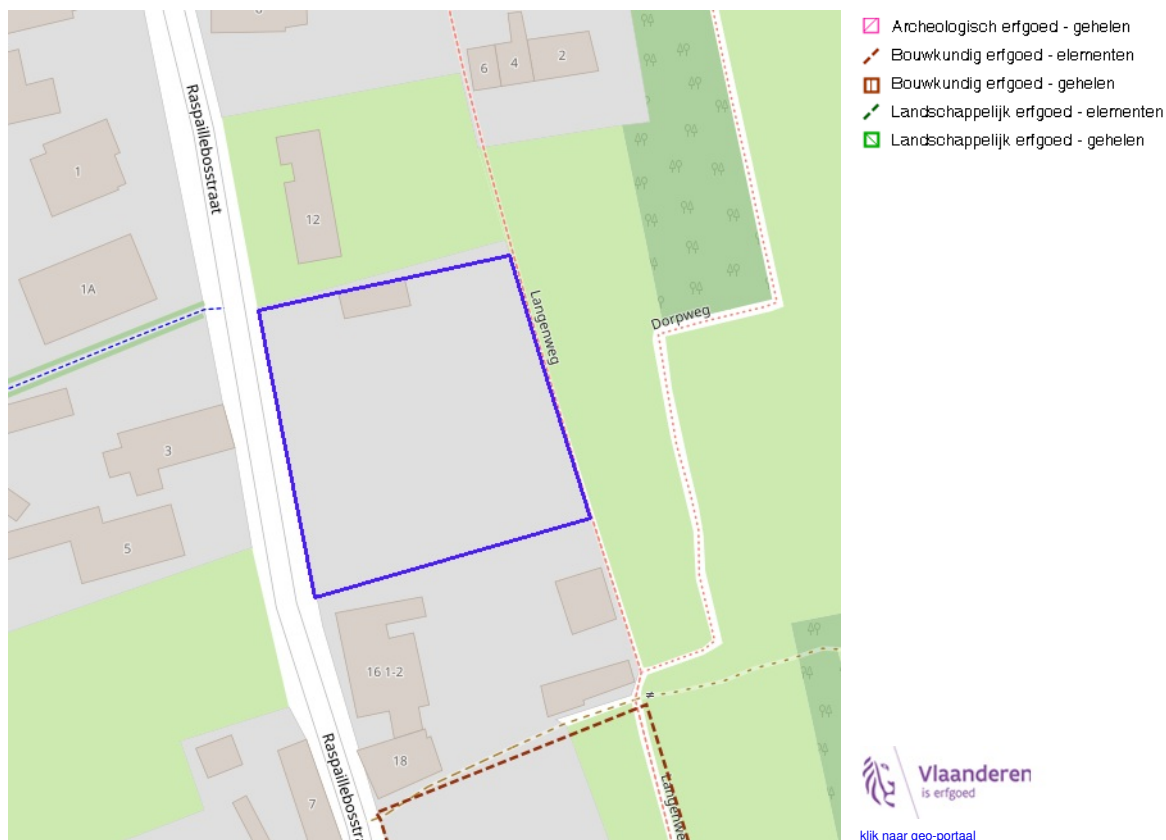 Archeologisch erfgoed - gehelen
Bouwkundig erfgoed - elementen
Bouwkundig erfgoed - gehelen
Landschappelijk erfgoed - elementen
Landschappelijk erfgoed - gehelen
6
4
2
Raspaillebosstraat
1
12
1A
Langenweg
Dorpweg
3
5
16 1-2
18
7
Raspaillebosstraat
Langenweg
Vlaanderen
is erfgoed
klik naar geo-portaal